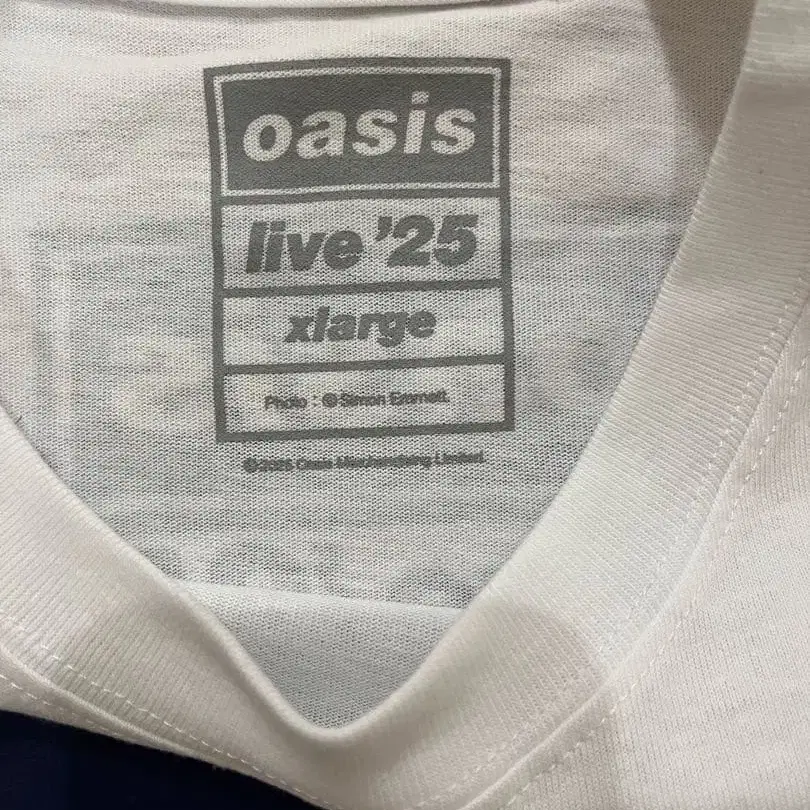 oasis
live '25
xlarge
Photo : © Simon Emmett.
©2025 Oasis Merchandising Limited.